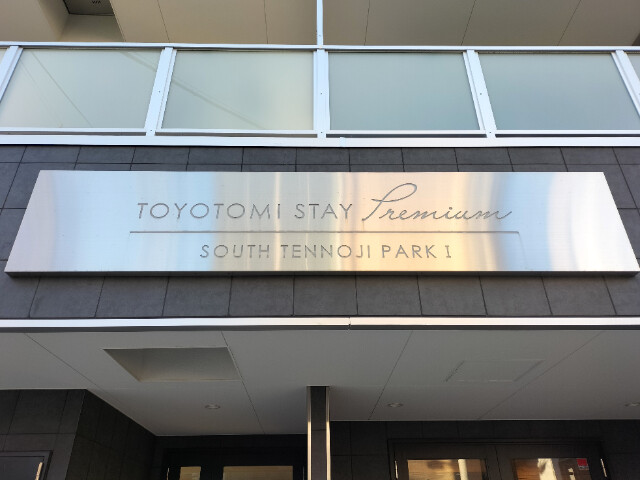 TOYOTOMI STAY Premium
SOUTH TENNOJI PARK I